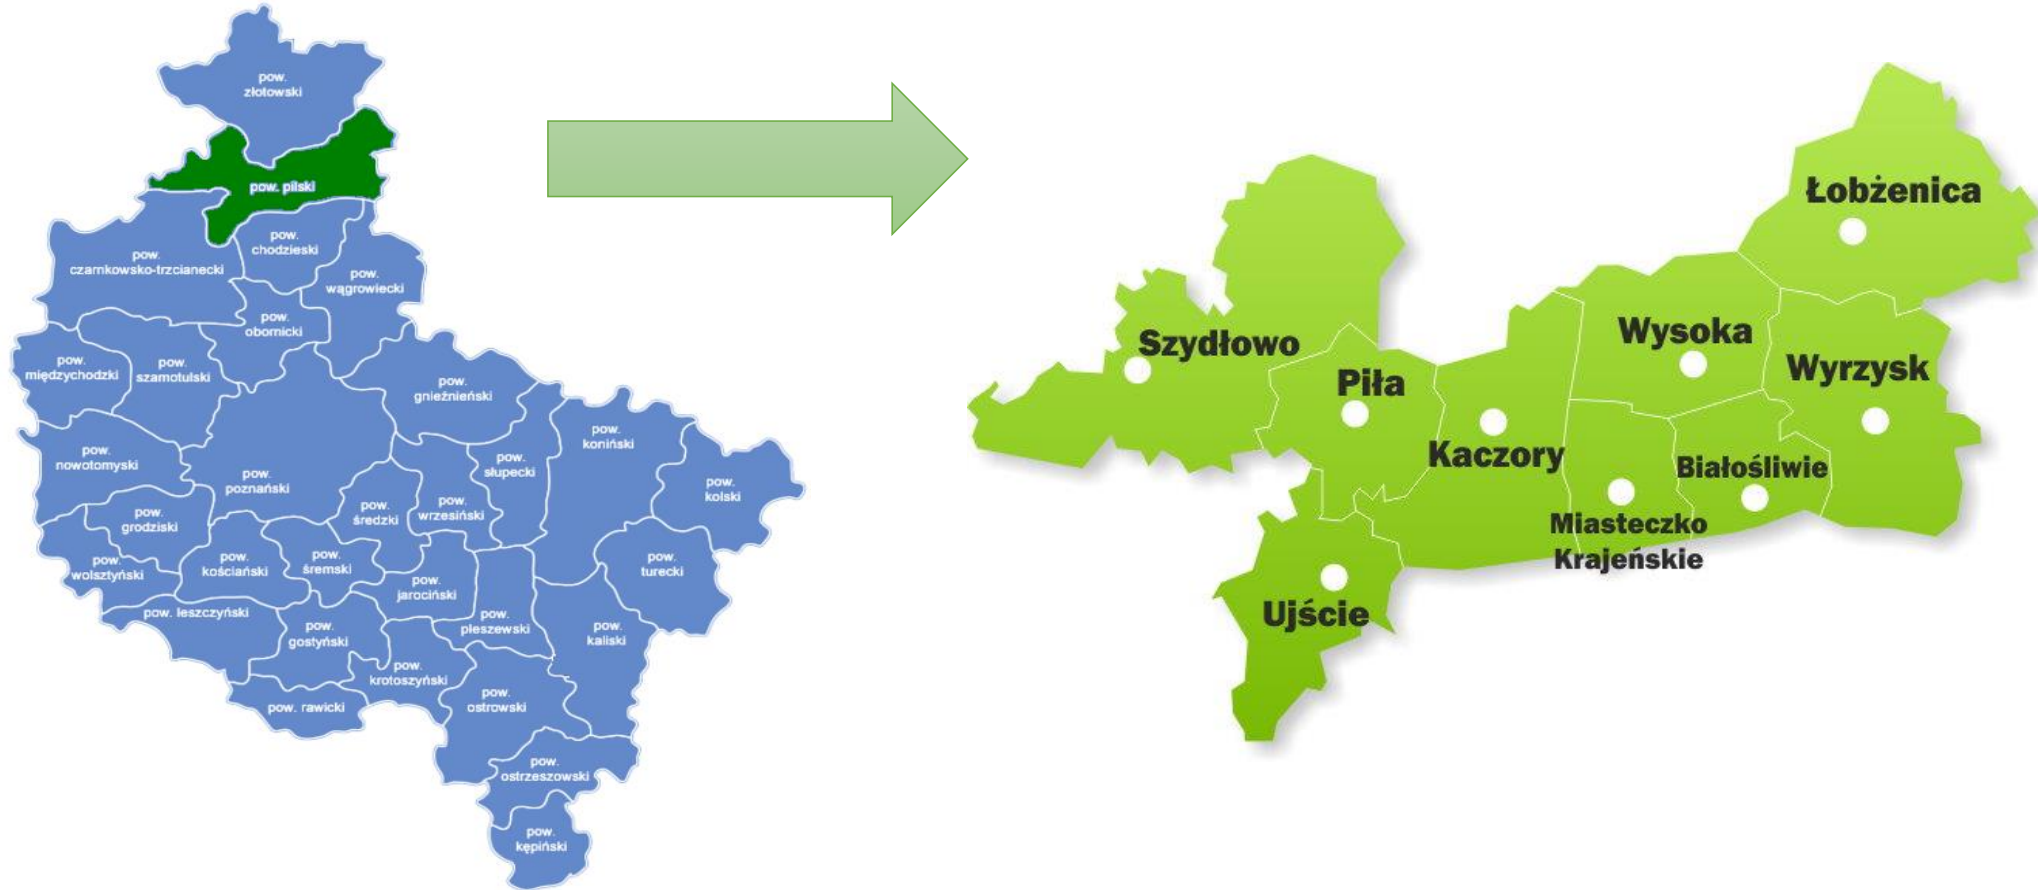 pow.
złotowski
pow. pilski
pow.
chodzieski
pow.
czarnkowsko-trzcianecki
pow.
wągrowiecki
pow.
obornicki
pow.
międzychodzki
pow.
szamotulski
pow.
gnieźnieński
pow.
koniński
pow.
nowotomyski
pow.
słupecki
pow.
poznański
pow.
kolski
pow.
wrzesiński
pow.
średzki
pow.
grodziski
pow.
wolsztyński
pow.
kościański
pow.
śremski
pow.
turecki
pow.
jarociński
pow. leszczyński
pow.
pleszewski
pow.
gostyński
pow.
kaliski
pow.
krotoszyński
pow. rawicki
pow.
ostrowski
pow.
ostrzeszowski
pow.
kępiński
Łobżenica
Szydłowo
Wysoka
Wyrzysk
Piła
Kaczory
Białośliwie
Miasteczko
Krajeńskie
Ujście